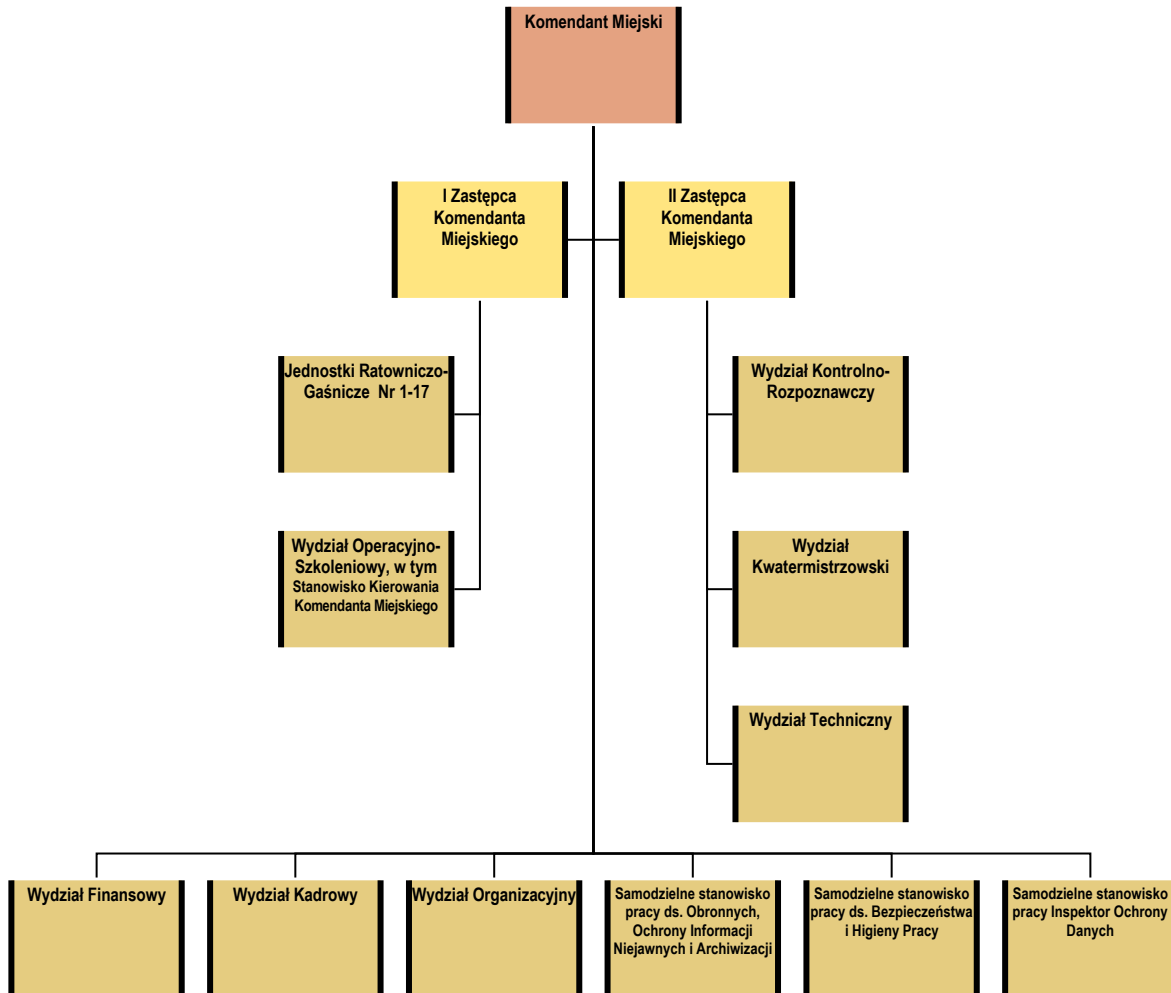 Komendant Miejski
I Zastępca
Komendanta
Miejskiego
II Zastępca
Komendanta
Miejskiego
Jednostki Ratowniczo-
Gaśnicze Nr 1-17
Wydział Kontrolno-
Rozpoznawczy
Wydział Operacyjno-
Szkoleniowy, w tym
Stanowisko Kierowania
Komendanta Miejskiego
Wydział
Kwatermistrzowski
Wydział Techniczny
Wydział Finansowy
Wydział Kadrowy
Wydział Organizacyjny
Samodzielne stanowisko
pracy ds. Obronnych,
Ochrony Informacji
Niejawnych i Archiwizacji
Samodzielne stanowisko
pracy ds. Bezpieczeństwa
i Higieny Pracy
Samodzielne stanowisko
pracy Inspektor Ochrony
Danych